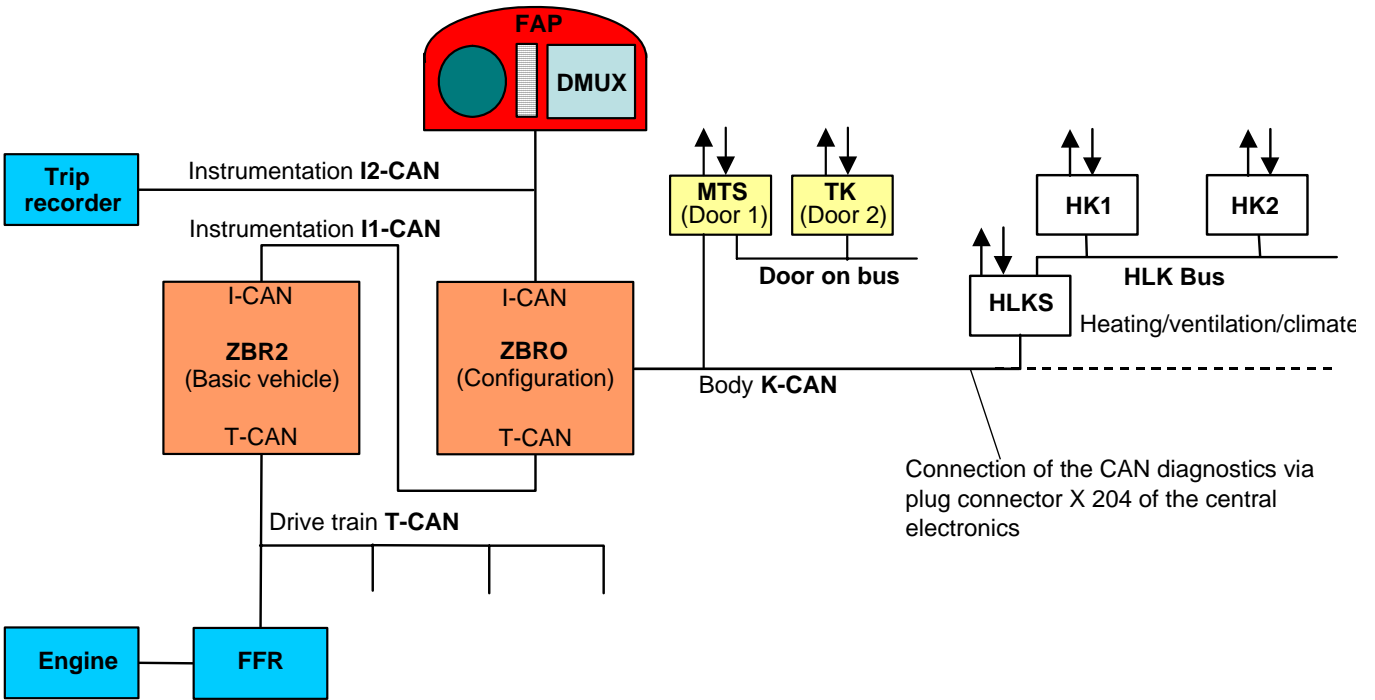 FAP
DMUX
Trip
recorder
Instrumentation I2-CAN
Instrumentation I1-CAN
MTS
(Door 1)
TK
(Door 2)
HK1
HK2
Door on bus
HLK Bus
HLKS
Heating/ventilation/climate
I-CAN
ZBR2
(Basic vehicle)
T-CAN
I-CAN
ZBRO
(Configuration)
T-CAN
Body K-CAN
Connection of the CAN diagnostics via
plug connector X 204 of the central
electronics
Drive train T-CAN
Engine
FFR